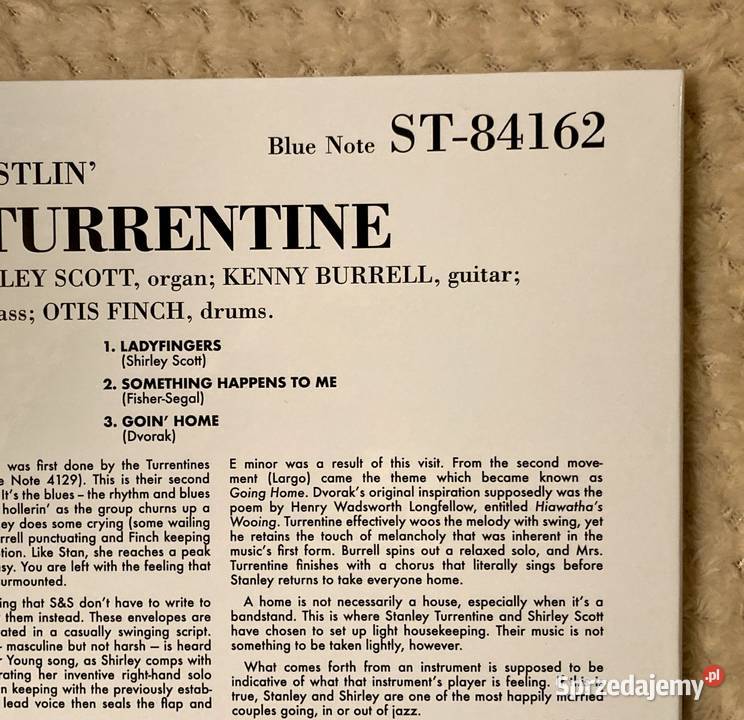 Blue Note ST-84162
STLIN'
TURRENTINE
LEY SCOTT, organ; KENNY BURRELL, guitar;
ass; OTIS FINCH, drums.
1. LADYFINGERS
(Shirley Scott)
2. SOMETHING HAPPENS TO ME
(Fisher-Segal)
3. GOIN' HOME
(Dvorak)
was first done by the Turrentines
e Note 4129). This is their second
It's the blues – the rhythm and blues
hollerin' as the group churns up a
ey does some crying (some wailing
rrell punctuating and Finch keeping
tion. Like Stan, she reaches a peak
sy. You are left with the feeling that
urmounted.
ing that S&S don't have to write to
them instead. These envelopes are
ated in a casually swinging script.
- masculine but not harsh – is heard
r Young song, as Shirley comps with
rating her inventive right-hand solo
n keeping with the previously estab-
lead voice then seals the flap and
E minor was a result of this visit. From the second move-
ment (Largo) came the theme which became known as
Going Home. Dvorak's original inspiration supposedly was the
poem by Henry Wadsworth Longfellow, entitled Hiawatha's
Wooing. Turrentine effectively woos the melody with swing, yet
he retains the touch of melancholy that was inherent in the
music's first form. Burrell spins out a relaxed solo, and Mrs.
Turrentine finishes with a chorus that literally sings before
Stanley returns to take everyone home.
A home is not necessarily a house, especially when it's a
bandstand. This is where Stanley Turrentine and Shirley Scott
have chosen to set up light housekeeping. Their music is not
something to be taken lightly, however.
What comes forth from an instrument is supposed to be
indicative of what that instrument's player is feeling. If this is
true, Stanley and Shirley are one of the most happily married
couples going, in or out of jazz.
Sprzedajemy.pl